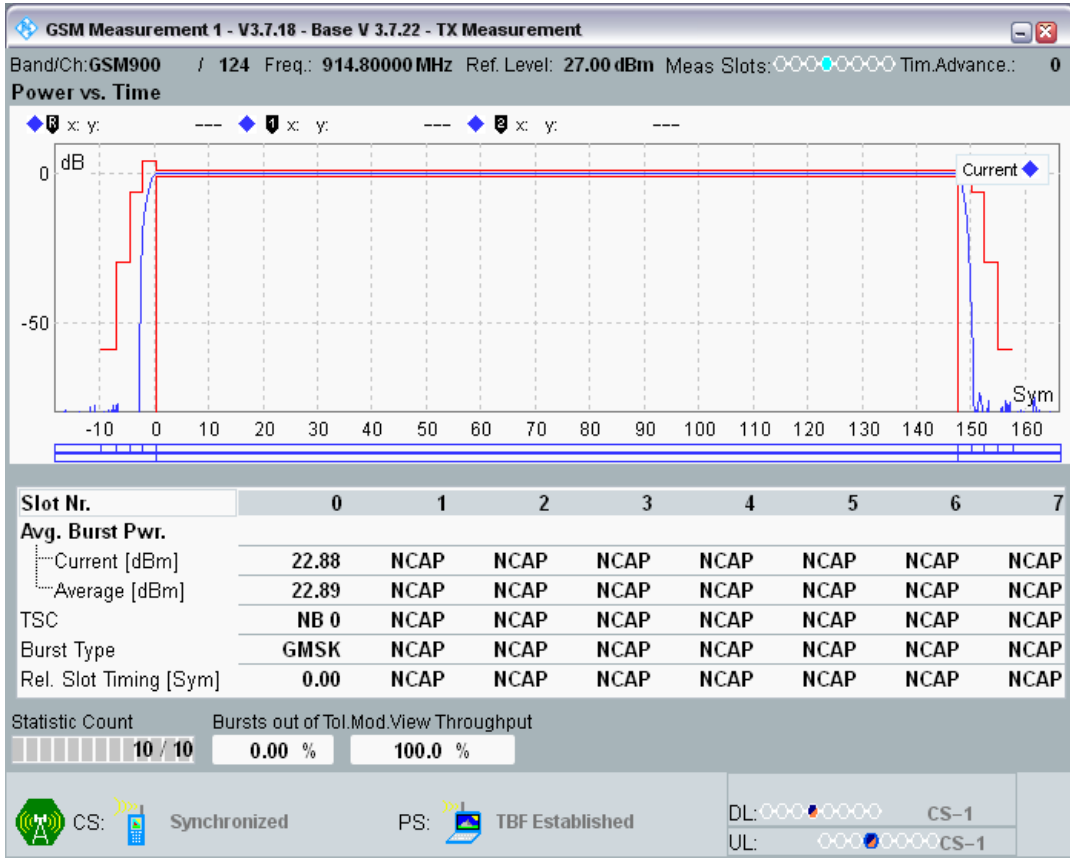 GSM Measurement 1 - V3.7.18 - Base V 3.7.22 - TX Measurement
Band/Ch:GSM900 / 124 Freq.: 914.80000 MHz Ref. Level: 27.00 dBm Meas Slots: Tim.Advance.: 0
Power vs. Time
R x: y: --- 1 x: y: --- 2 x: y: ---
dB
Current
0
-50
Sym
-10 0 10 20 30 40 50 60 70 80 90 100 110 120 130 140 150 160
Slot Nr. 0 1 2 3 4 5 6 7
Avg. Burst Pwr.
Current [dBm] 22.88 NCAP NCAP NCAP NCAP NCAP NCAP NCAP
Average [dBm] 22.89 NCAP NCAP NCAP NCAP NCAP NCAP NCAP
TSC NB 0 NCAP NCAP NCAP NCAP NCAP NCAP NCAP
Burst Type GMSK NCAP NCAP NCAP NCAP NCAP NCAP NCAP
Rel. Slot Timing [Sym] 0.00 NCAP NCAP NCAP NCAP NCAP NCAP NCAP
Statistic Count Bursts out of Tol.Mod.View Throughput
10 / 10 0.00 % 100.0 %
CS: Synchronized PS: TBF Established DL: CS-1
UL: CS-1